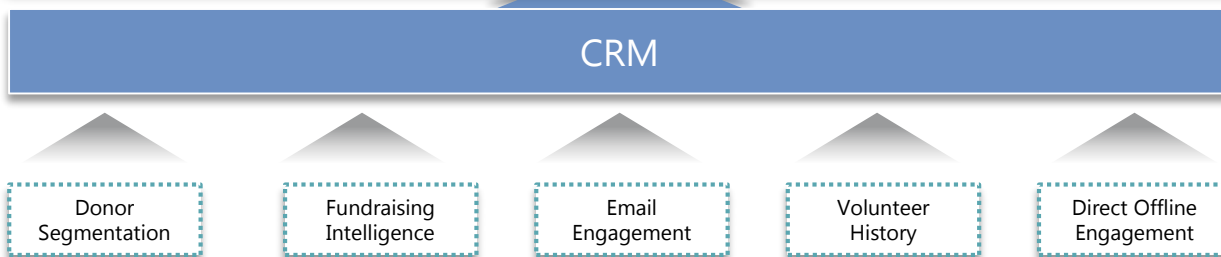 CRM
Donor
Segmentation
Fundraising
Intelligence
Email
Engagement
Volunteer
History
Direct Offline
Engagement